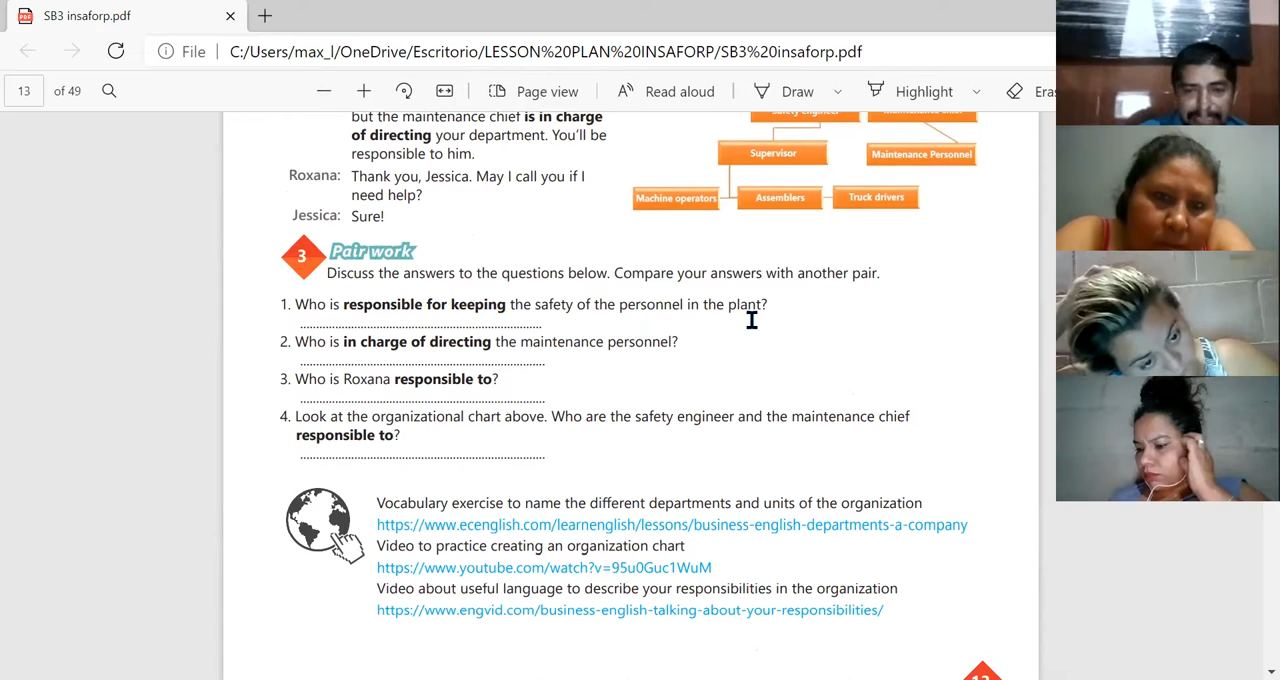 SB3 insaforp.pdf
File
C:/Users/max_l/OneDrive/Escritorio/LESSON%20PLAN%20INSAFORP/SB3%20insaforp.pdf
13 of 49
Page view
Read aloud
Draw
Highlight
Eras
but the maintenance chief is in charge
of directing your department. You'll be
responsible to him.
Roxana: Thank you, Jessica. May I call you if I
need help?
Jessica: Sure!
Safety engineer
Maintenance chief
Supervisor
Maintenance Personnel
Machine operators
Assemblers
Truck drivers
3 Pair work
Discuss the answers to the questions below. Compare your answers with another pair.
1. Who is responsible for keeping the safety of the personnel in the plant?
2. Who is in charge of directing the maintenance personnel?
3. Who is Roxana responsible to?
4. Look at the organizational chart above. Who are the safety engineer and the maintenance chief
responsible to?
Vocabulary exercise to name the different departments and units of the organization
https://www.ecenglish.com/learnenglish/lessons/business-english-departments-a-company
Video to practice creating an organization chart
https://www.youtube.com/watch?v=95u0Guc1WuM
Video about useful language to describe your responsibilities in the organization
https://www.engvid.com/business-english-talking-about-your-responsibilities/
13